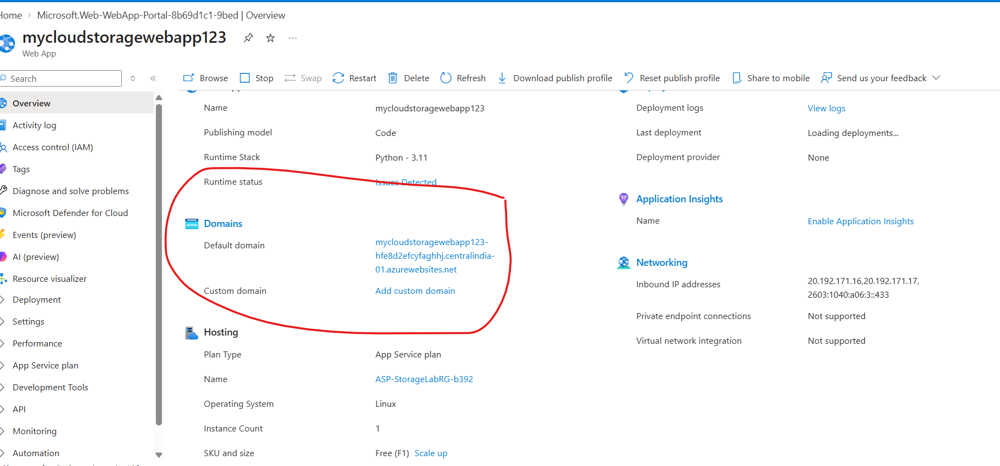 Home > Microsoft.Web-WebApp-Portal-8b69d1c1-9bed | Overview
mycloudstoragewebapp123
Web App
Search
Browse Stop Swap Restart Delete Refresh Download publish profile Reset publish profile Share to mobile Send us your feedback
Overview
Activity log
Access control (IAM)
Tags
Diagnose and solve problems
Microsoft Defender for Cloud
Events (preview)
AI (preview)
Resource visualizer
Deployment
Settings
Performance
App Service plan
Development Tools
API
Monitoring
Automation
Name mycloudstoragewebapp123
Publishing model Code
Runtime Stack Python - 3.11
Runtime status Issues Detected
Domains
Default domain mycloudstoragewebapp123-
hfe8d2efcyfaghhj.centralindia-
01.azurewebsites.net
Custom domain Add custom domain
Hosting
Plan Type App Service plan
Name ASP-StorageLabRG-b392
Operating System Linux
Instance Count 1
SKU and size Free (F1) Scale up
Deployment logs View logs
Last deployment Loading deployments...
Deployment provider None
Application Insights
Name Enable Application Insights
Networking
Inbound IP addresses 20.192.171.16,20.192.171.17,
2603:1040:a06:3::433
Private endpoint connections Not supported
Virtual network integration Not supported